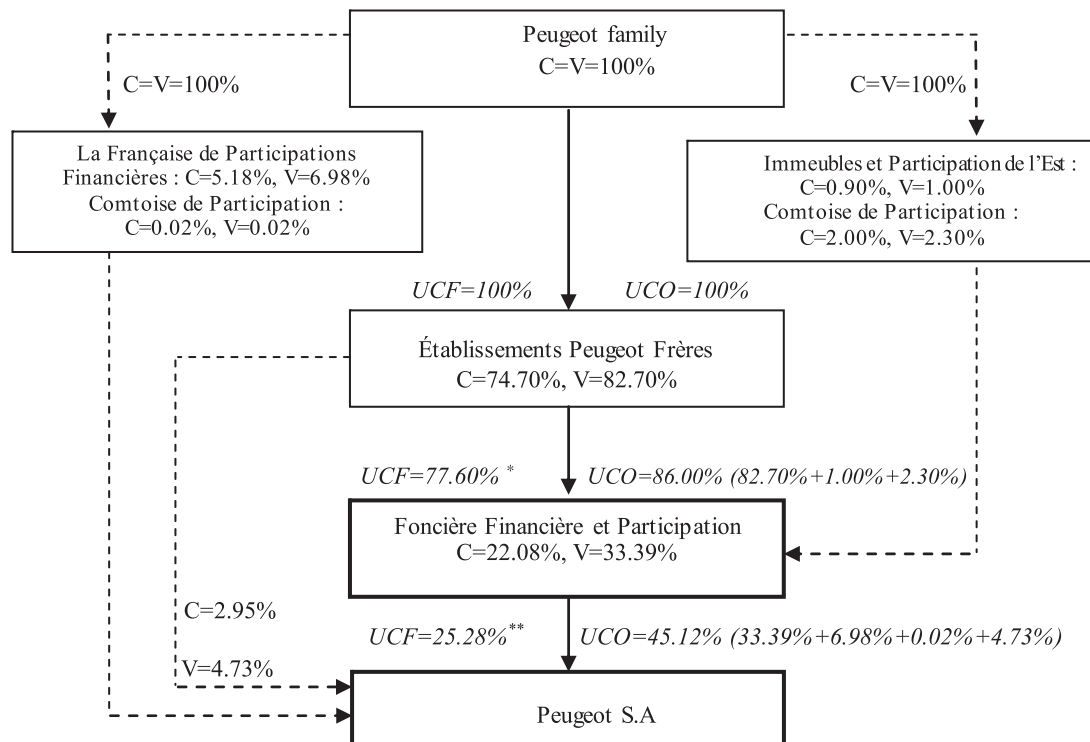 Peugeot family
C=V=100%
C=V=100%
C=V=100%
La Française de Participations
Financières : C=5.18%, V=6.98%
Comtoise de Participation :
C=0.02%, V=0.02%
Immeubles et Participation de l’Est :
C=0.90%, V=1.00%
Comtoise de Participation :
C=2.00%, V=2.30%
UCF=100%
UCO=100%
Établissements Peugeot Frères
C=74.70%, V=82.70%
UCF=77.60% *
UCO=86.00% (82.70%+1.00%+2.30%)
Foncière Financière et Participation
C=22.08%, V=33.39%
C=2.95%
V=4.73%
UCF=25.28%**
UCO=45.12% (33.39%+6.98%+0.02%+4.73%)
Peugeot S.A